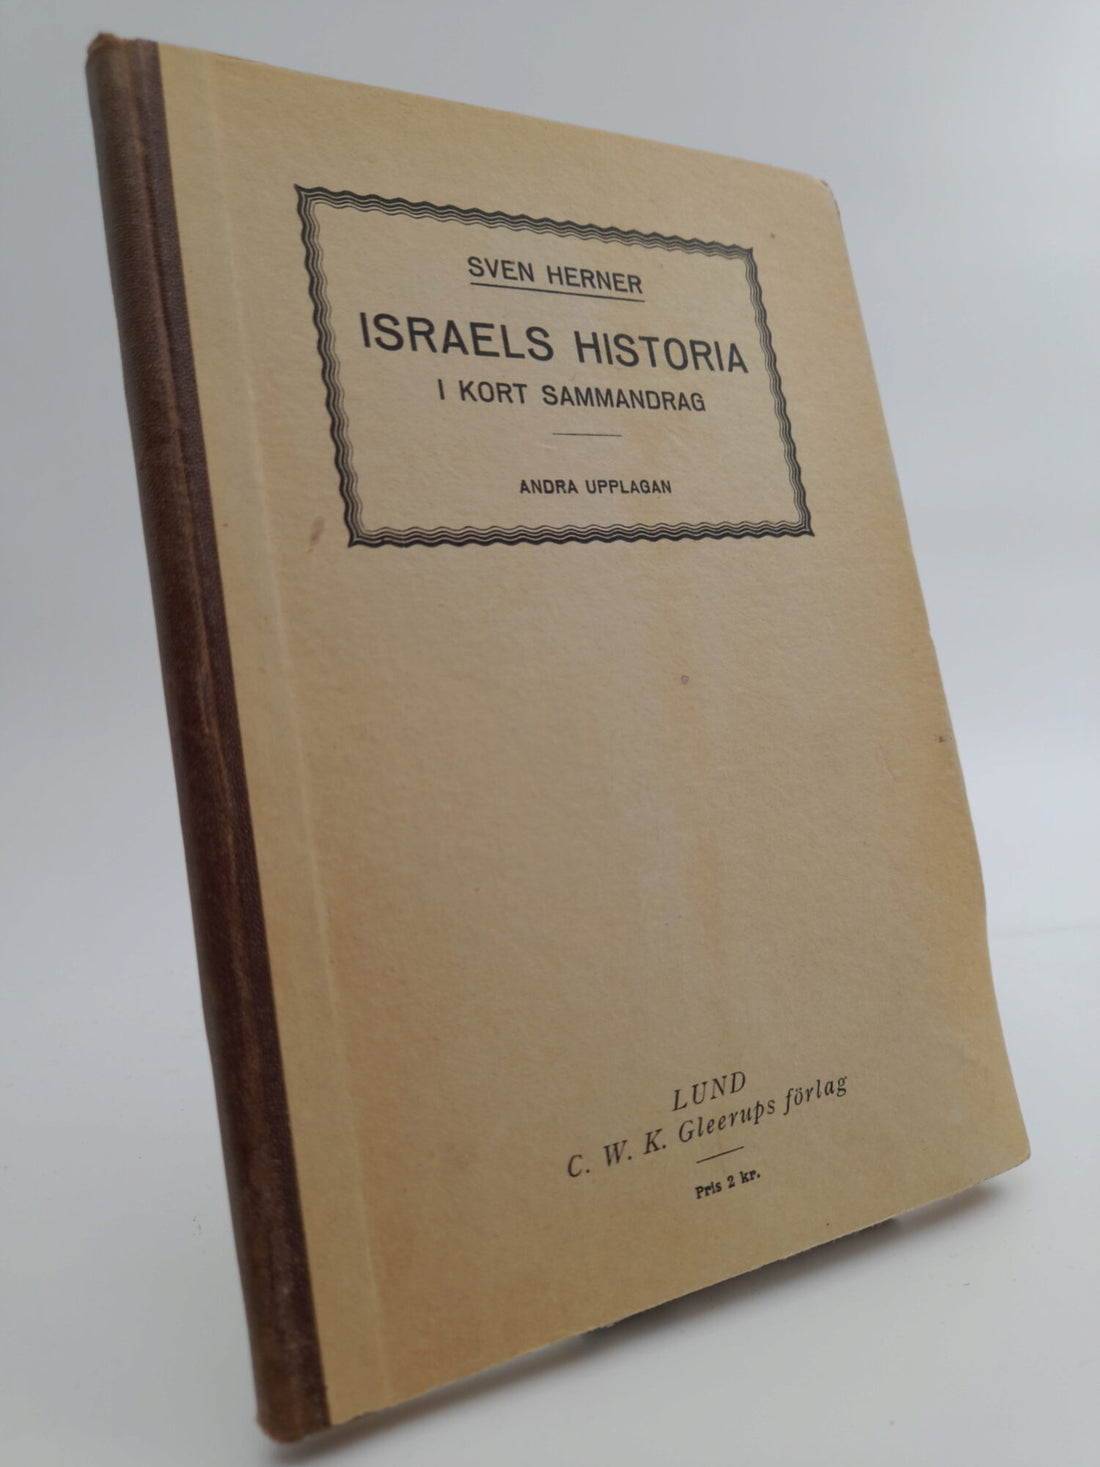 SVEN HERNER
ISRAELS HISTORIA
I KORT SAMMANDRAG
ANDRA UPPLAGAN
LUND
C. W. K. Gleerups förlag
Pris 2 kr.